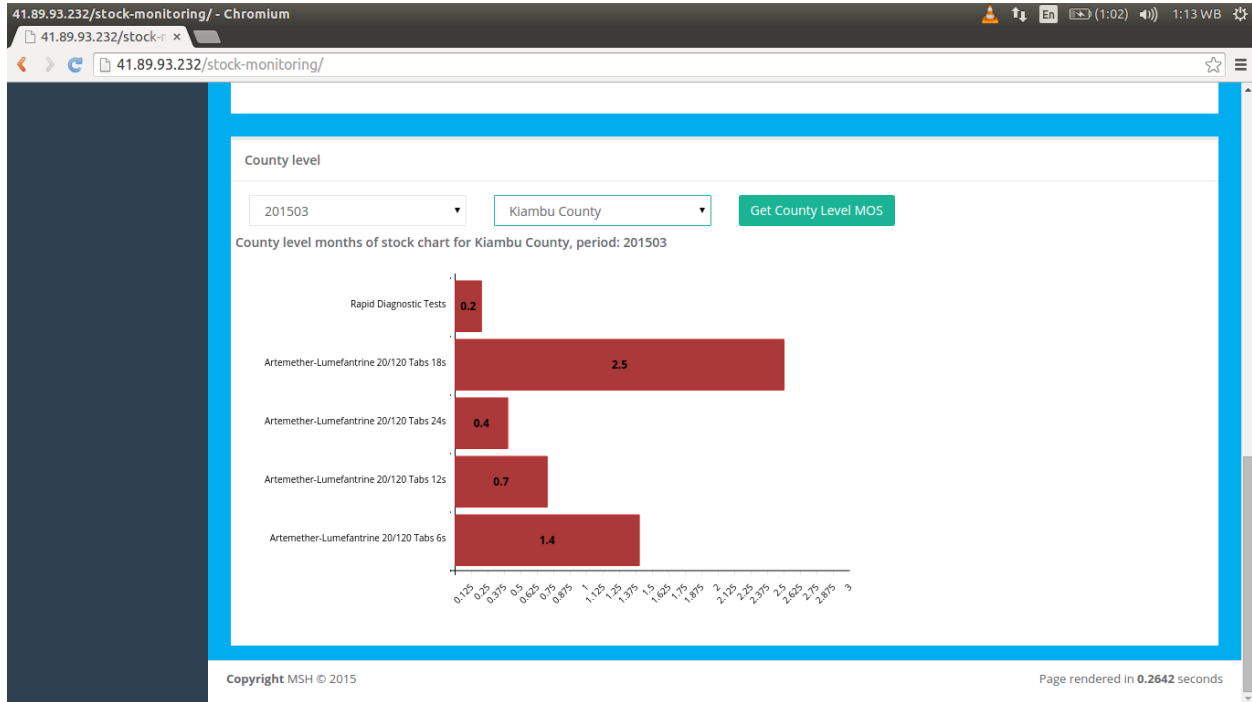 41.89.93.232/stock-monitoring/ - Chromium
En (1:02) 1:13 WB
41.89.93.232/stock-r ×
41.89.93.232/stock-monitoring/
County level
201503 Kiambu County Get County Level MOS
County level months of stock chart for Kiambu County, period: 201503
Rapid Diagnostic Tests 0.2
Artemether-Lumefantrine 20/120 Tabs 18s 2.5
Artemether-Lumefantrine 20/120 Tabs 24s 0.4
Artemether-Lumefantrine 20/120 Tabs 12s 0.7
Artemether-Lumefantrine 20/120 Tabs 6s 1.4
0.125 0.25 0.375 0.5 0.625 0.75 0.875 1 1.125 1.25 1.375 1.5 1.625 1.75 1.875 2 2.125 2.25 2.375 2.5 2.625 2.75 2.875 3
Copyright MSH © 2015 Page rendered in 0.2642 seconds